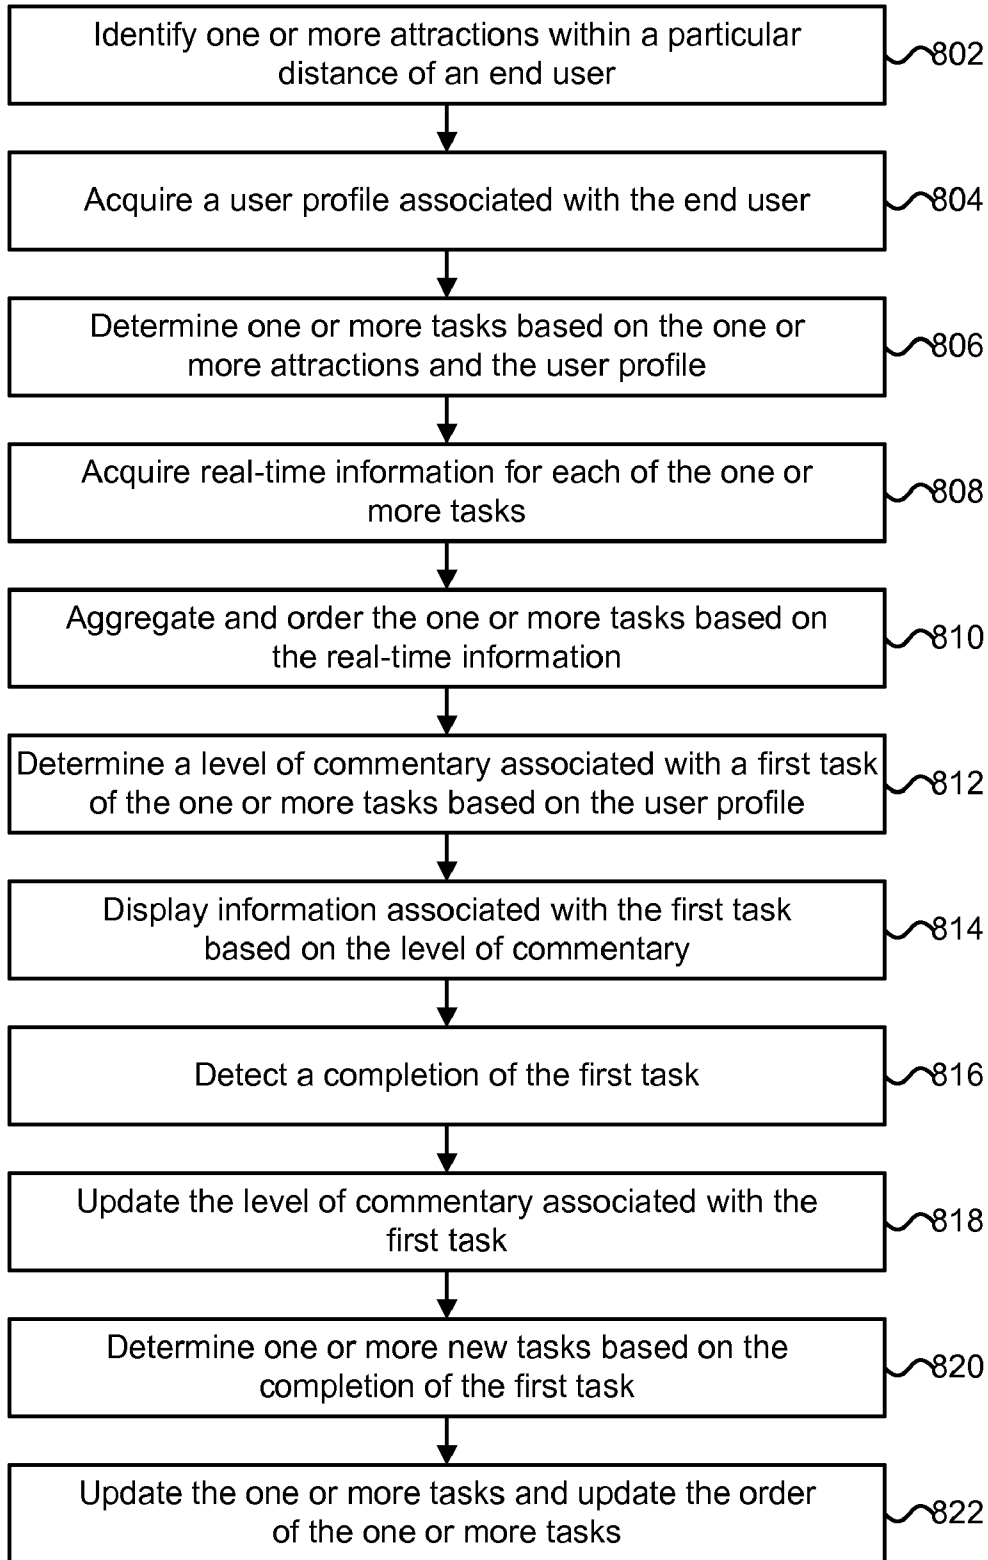 Identify one or more attractions within a particular
distance of an end user
802
Acquire a user profile associated with the end user
804
Determine one or more tasks based on the one or
more attractions and the user profile
806
Acquire real-time information for each of the one or
more tasks
808
Aggregate and order the one or more tasks based on
the real-time information
810
Determine a level of commentary associated with a first task
of the one or more tasks based on the user profile
812
Display information associated with the first task
based on the level of commentary
814
Detect a completion of the first task
816
Update the level of commentary associated with the
first task
818
Determine one or more new tasks based on the
completion of the first task
820
Update the one or more tasks and update the order
of the one or more tasks
822